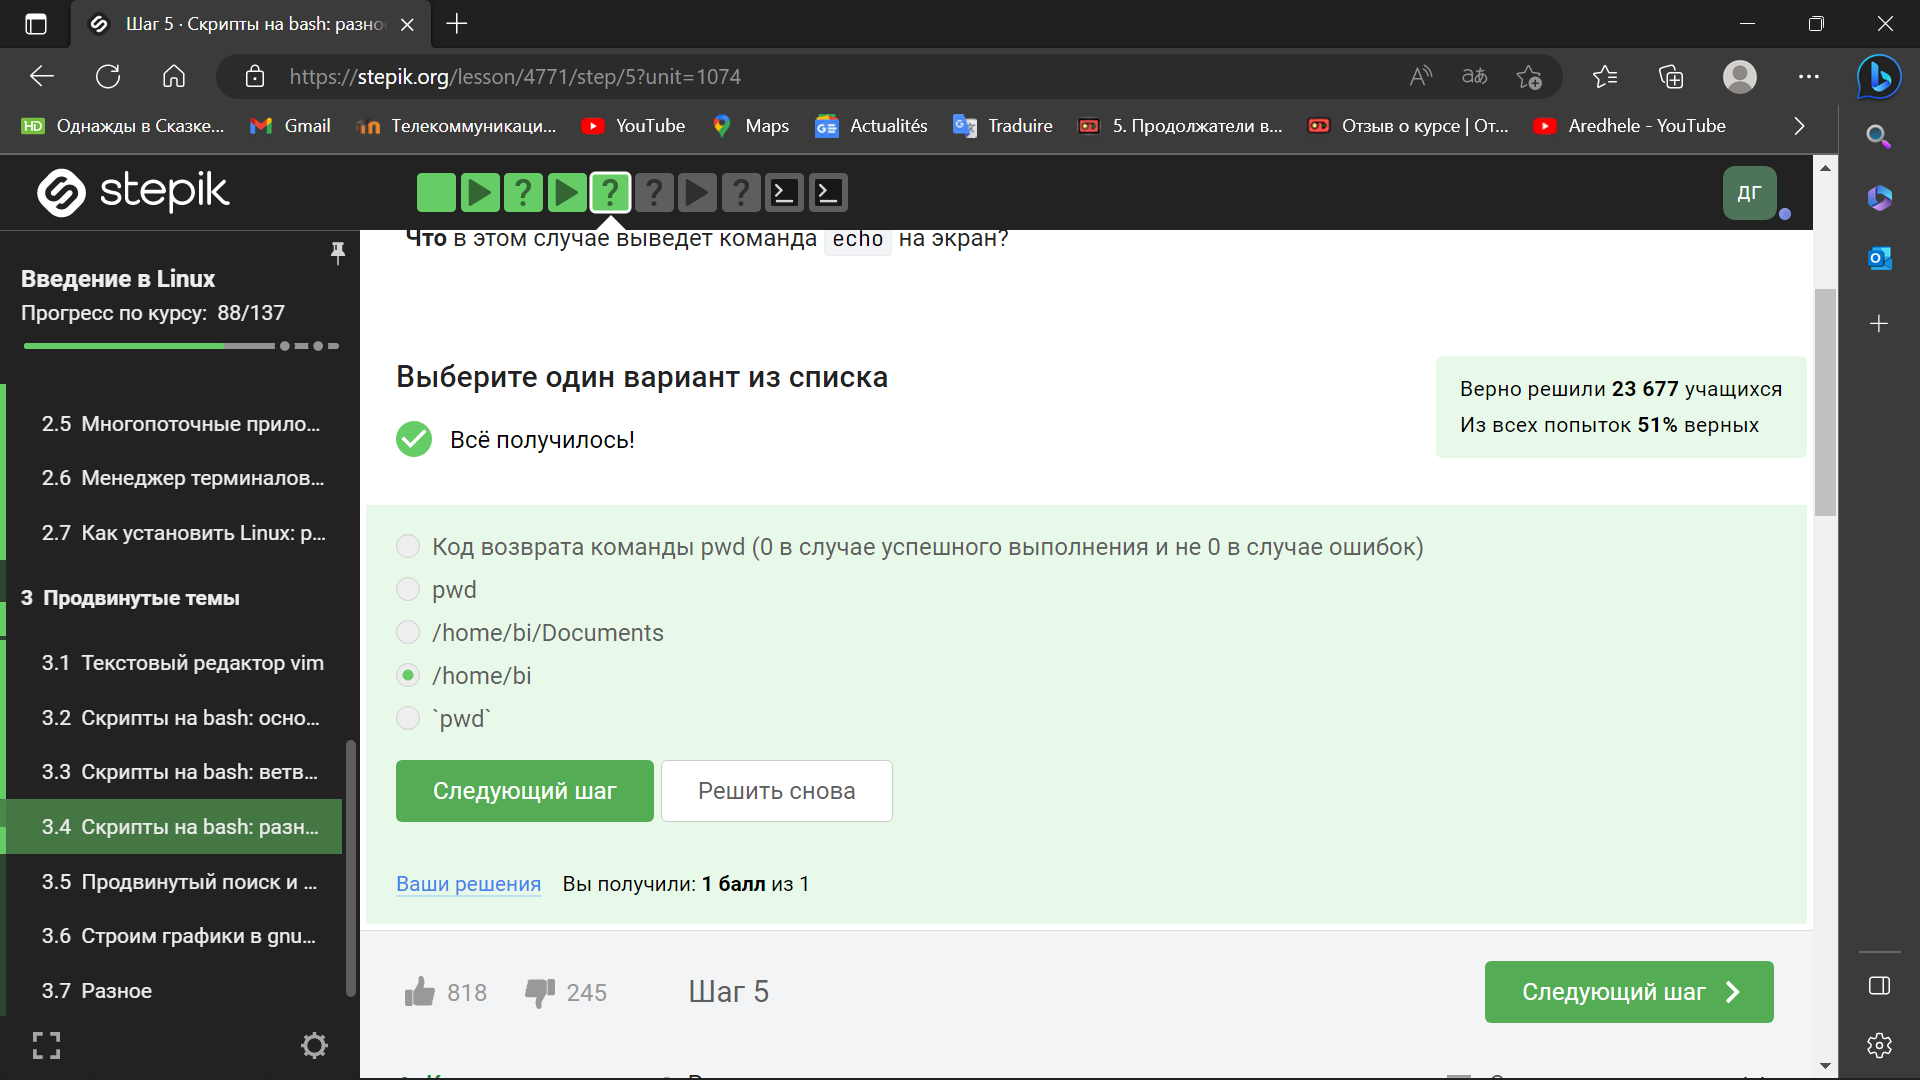 Шаг 5 · Скрипты на bash: разно
https://stepik.org/lesson/4771/step/5?unit=1074
Однажды в Сказке...
Gmail
Телекоммуникаци...
YouTube
Maps
Actualités
Traduire
5. Продолжатели в...
Отзыв о курсе | От...
Aredhele - YouTube
stepik
ДГ
Введение в Linux
Прогресс по курсу: 88/137
2.5 Многопоточные прило...
2.6 Менеджер терминалов...
2.7 Как установить Linux: р...
3 Продвинутые темы
3.1 Текстовый редактор vim
3.2 Скрипты на bash: осно...
3.3 Скрипты на bash: ветв...
3.4 Скрипты на bash: разн...
3.5 Продвинутый поиск и ...
3.6 Строим графики в gnu...
3.7 Разное
Что в этом случае выведет команда echo на экран?
Выберите один вариант из списка
Всё получилось!
Верно решили 23 677 учащихся
Из всех попыток 51% верных
Код возврата команды pwd (0 в случае успешного выполнения и не 0 в случае ошибок)
pwd
/home/bi/Documents
/home/bi
`pwd`
Следующий шаг
Решить снова
Ваши решения Вы получили: 1 балл из 1
818
245
Шаг 5
Следующий шаг